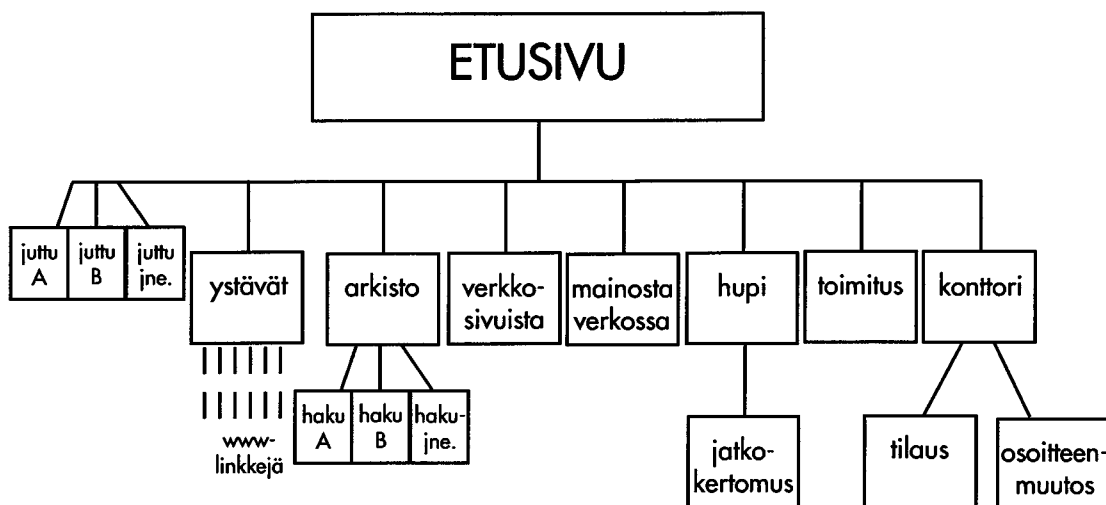 ETUSIVU
juttu
A
juttu
B
juttu
jne.
ystävät
arkisto
verkko-
sivuista
mainosta
verkossa
hupi
toimitus
konttori
www-
linkkejä
haku
A
haku
B
haku-
jne.
jatko-
kertomus
tilaus
osoitteen-
muutos